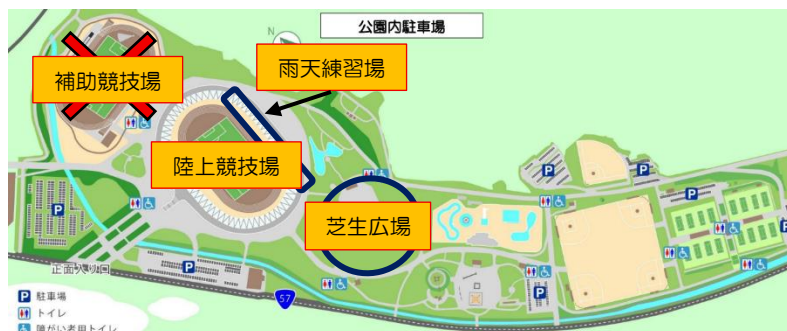 公園内駐車場
N
雨天練習場
補助競技場
陸上競技場
芝生広場
P
P
P
P
P
P
P
正面入り口
57
P 駐車場
トイレ
障がい者用トイレ